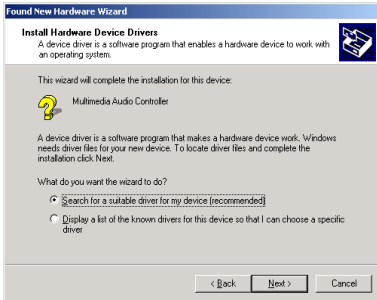 Found New Hardware Wizard
Install Hardware Device Drivers
A device driver is a software program that enables a hardware device to work with
an operating system.
This wizard will complete the installation for this device:
Multimedia Audio Controller
A device driver is a software program that makes a hardware device work. Windows
needs driver files for your new device. To locate driver files and complete the
installation click Next.
What do you want the wizard to do?
Search for a suitable driver for my device (recommended)
Display a list of the known drivers for this device so that I can choose a specific
driver
< Back
Next >
Cancel